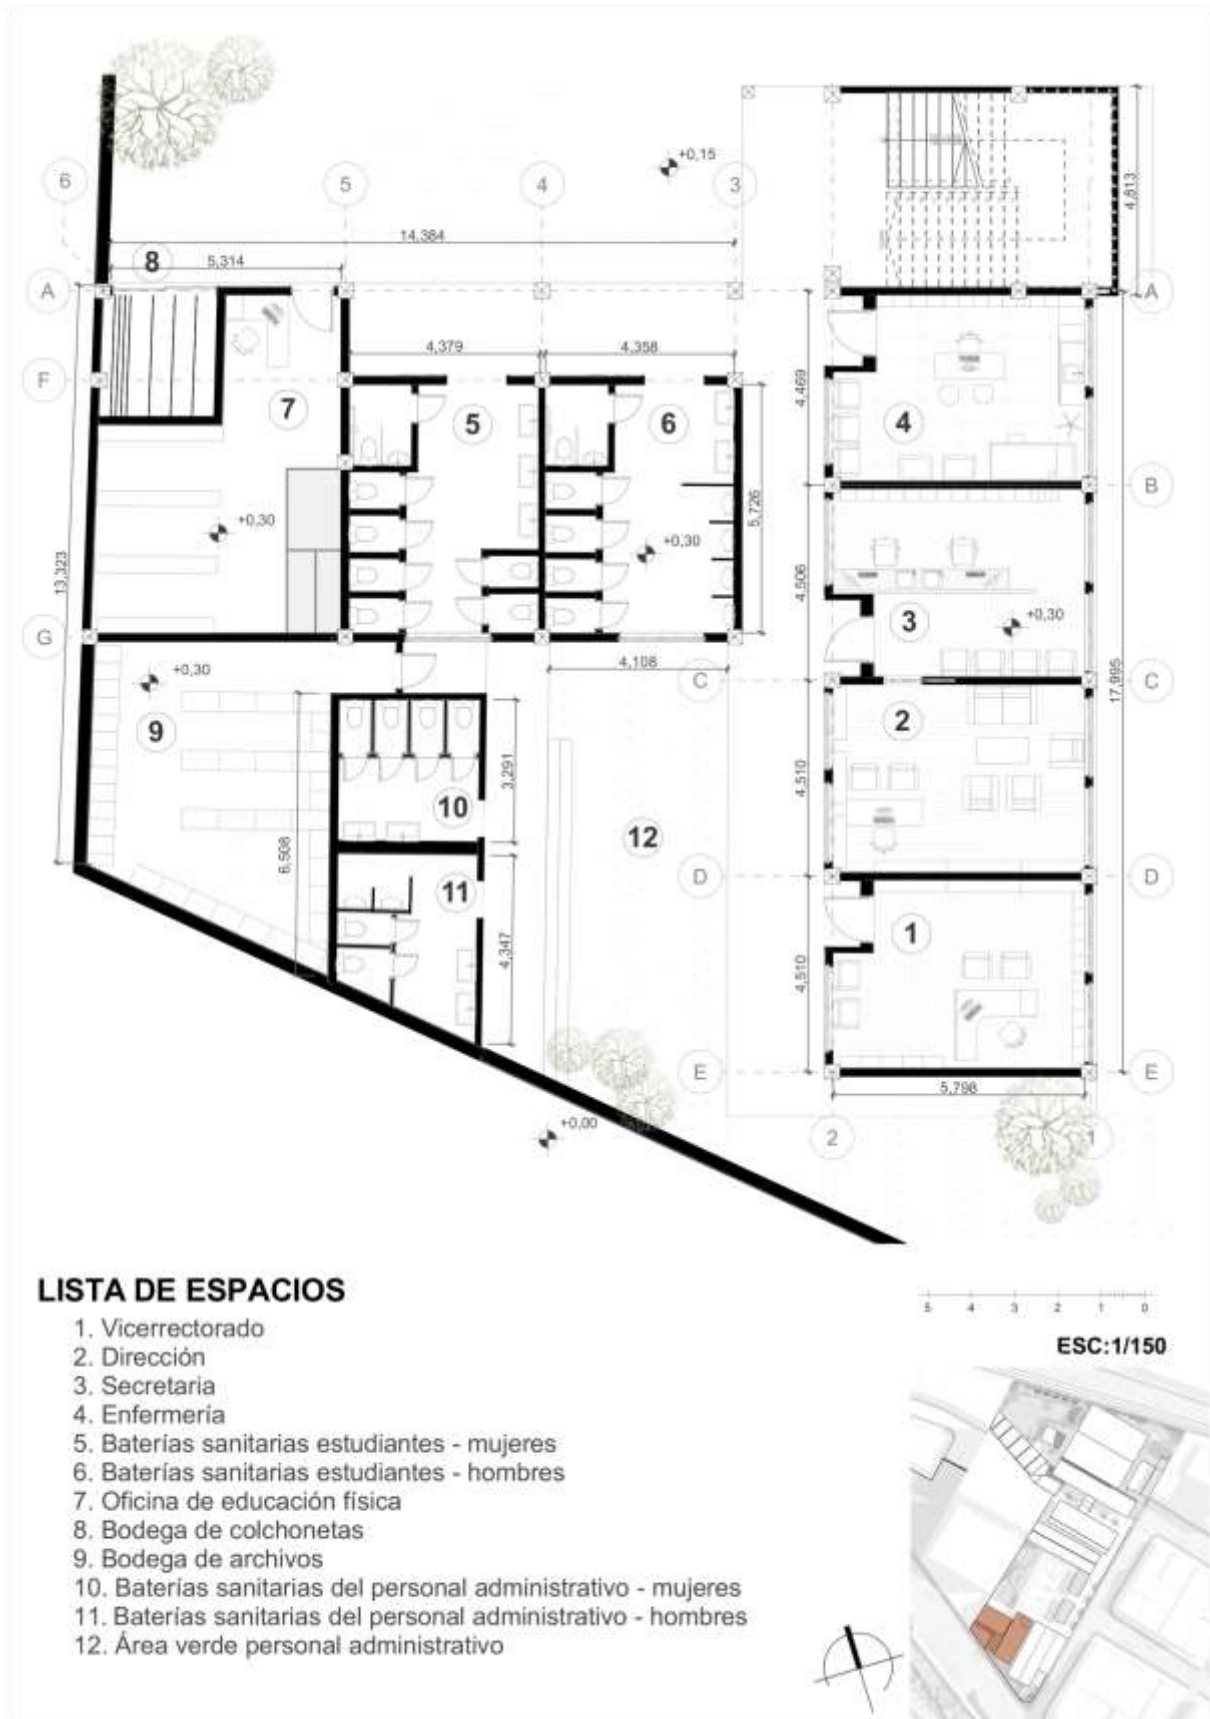 +0,15
6
5
4
3
14,384
4,813
8
5,314
A
A
4,379
4,358
F
4,469
7
5
6
4
B
+0,30
+0,30
5,726
13,323
4,506
3
+0,30
G
+0,30
4,108
C
C
17,995
9
2
10
3,291
12
4,510
6,508
11
D
D
1
4,347
4,510
E
E
5,798
+0,00
2
1
LISTA DE ESPACIOS
1. Vicerrectorado
2. Dirección
3. Secretaria
4. Enfermería
5. Baterías sanitarias estudiantes - mujeres
6. Baterías sanitarias estudiantes - hombres
7. Oficina de educación física
8. Bodega de colchonetas
9. Bodega de archivos
10. Baterías sanitarias del personal administrativo - mujeres
11. Baterías sanitarias del personal administrativo - hombres
12. Área verde personal administrativo
5 4 3 2 1 0
ESC:1/150